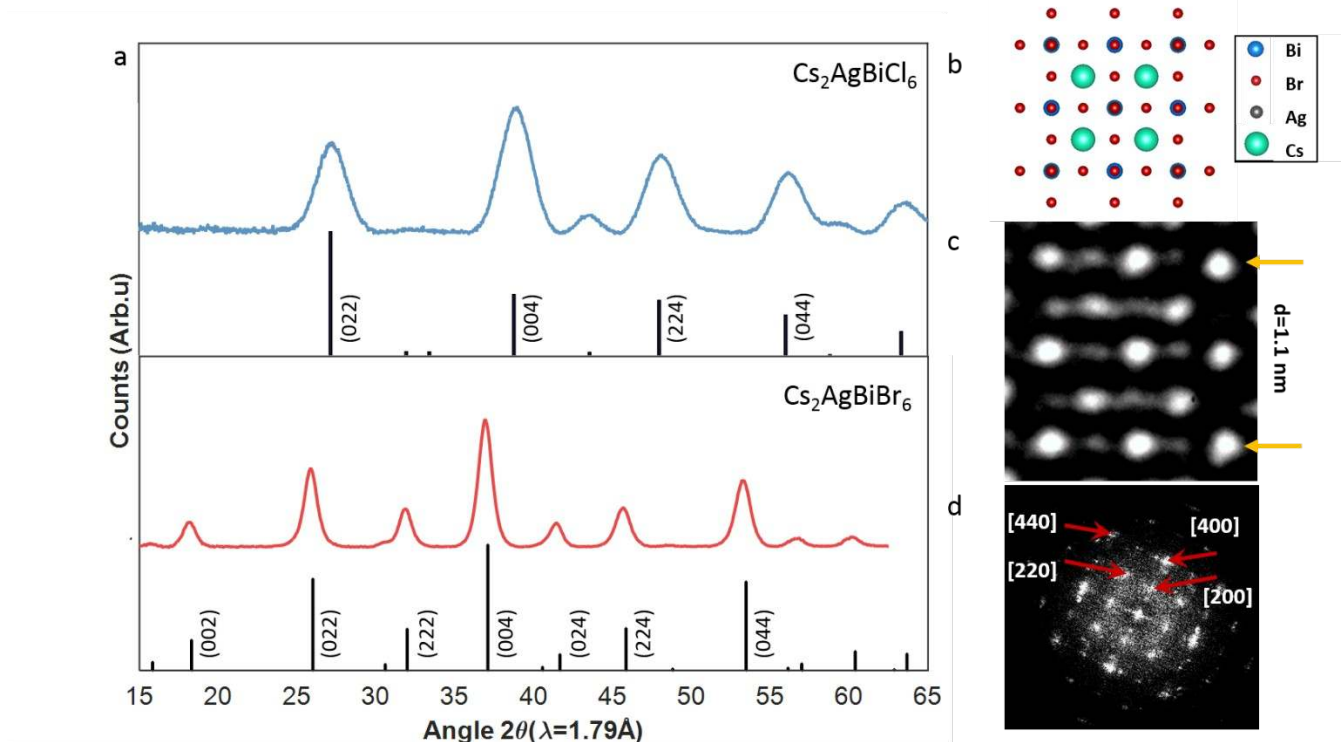 a
Cs₂AgBiCl₆
(022)
(004)
(224)
(044)
Cs₂AgBiBr₆
(002)
(022)
(222)
(004)
(024)
(224)
(044)
Counts (Arb.u)
15 20 25 30 35 40 45 50 55 60 65
Angle 2θ(λ=1.79Å)
b
Bi
Br
Ag
Cs
c
d=1.1 nm
d
[440]
[400]
[220]
[200]